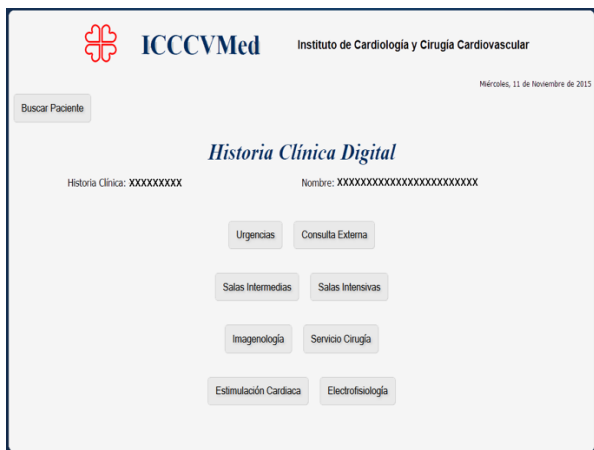 ICCCVMed Instituto de Cardiología y Cirugía Cardiovascular
Miércoles, 11 de Noviembre de 2015
Buscar Paciente
Historia Clínica Digital
Historia Clínica: XXXXXXXXX Nombre: XXXXXXXXXXXXXXXXXXXXXXXX
Urgencias Consulta Externa
Salas Intermedias Salas Intensivas
Imagenología Servicio Cirugía
Estimulación Cardiaca Electrofisiología